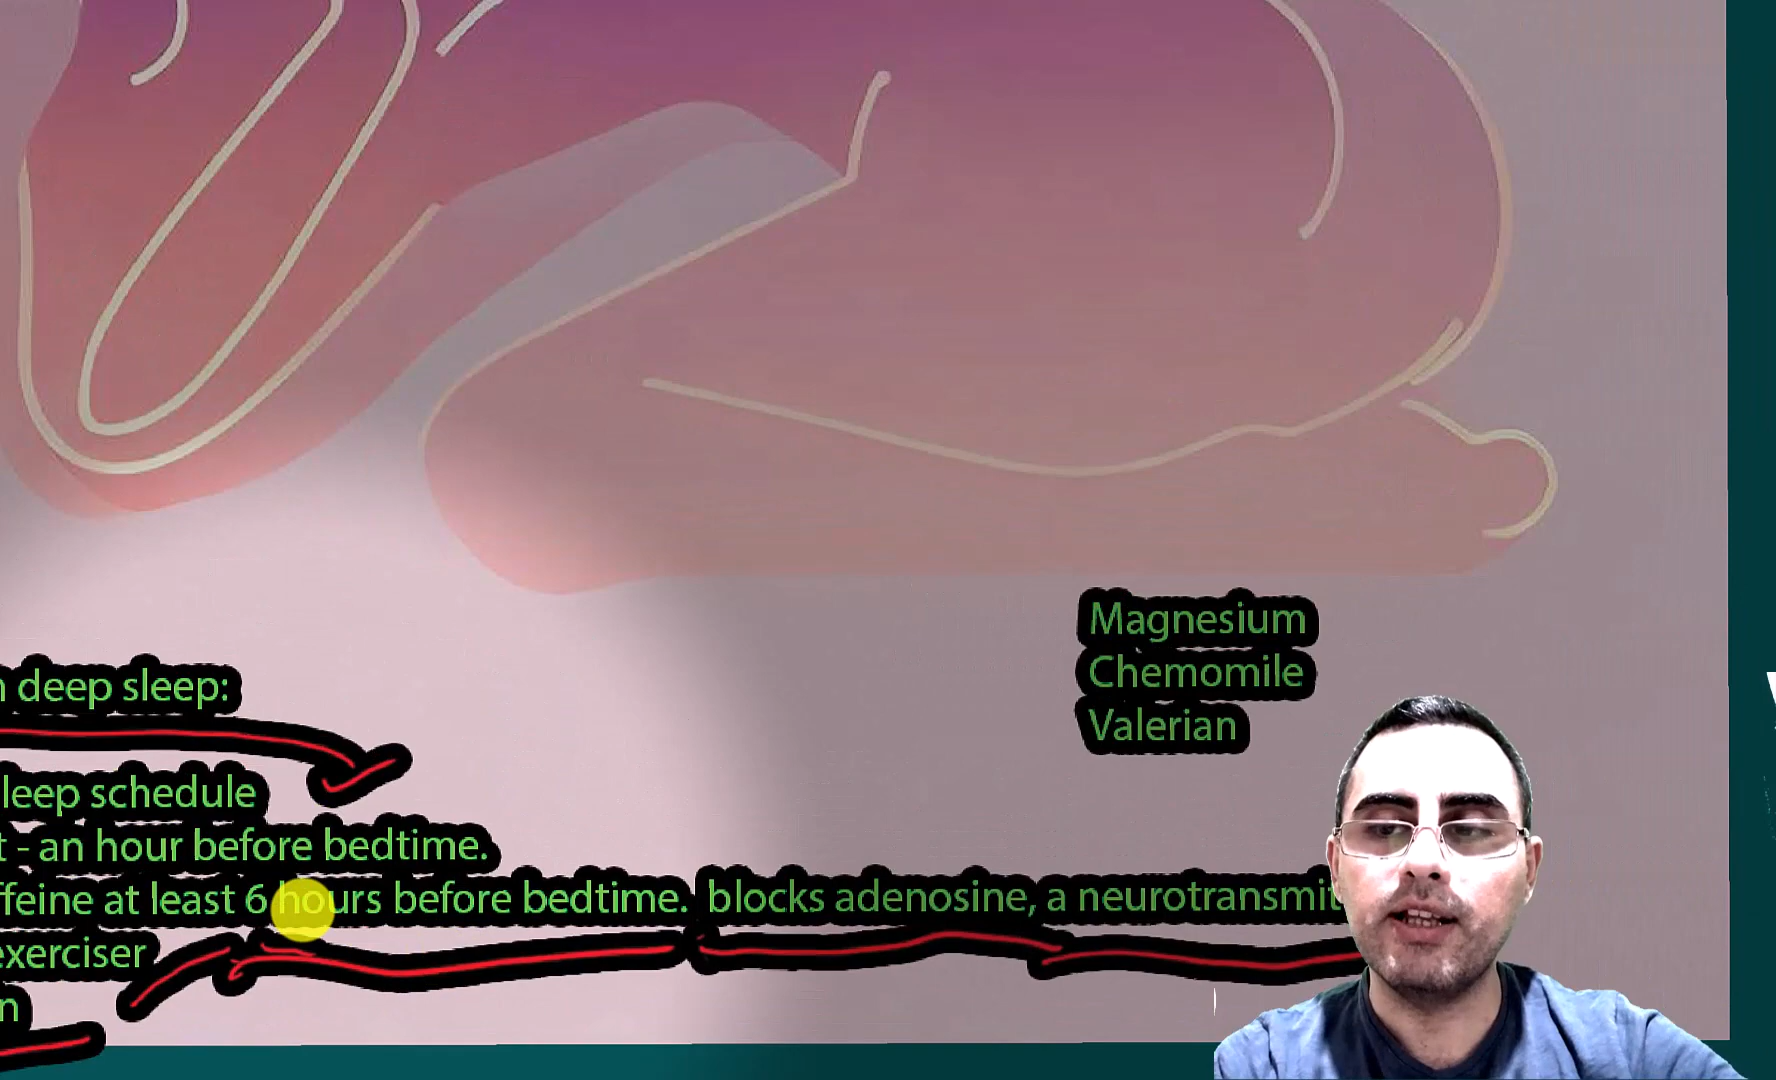 Magnesium
Chemomile
Valerian
deep sleep:
leep schedule
- an hour before bedtime.
ffeine at least 6 hours before bedtime. blocks adenosine, a neurotransmit
exerciser
n